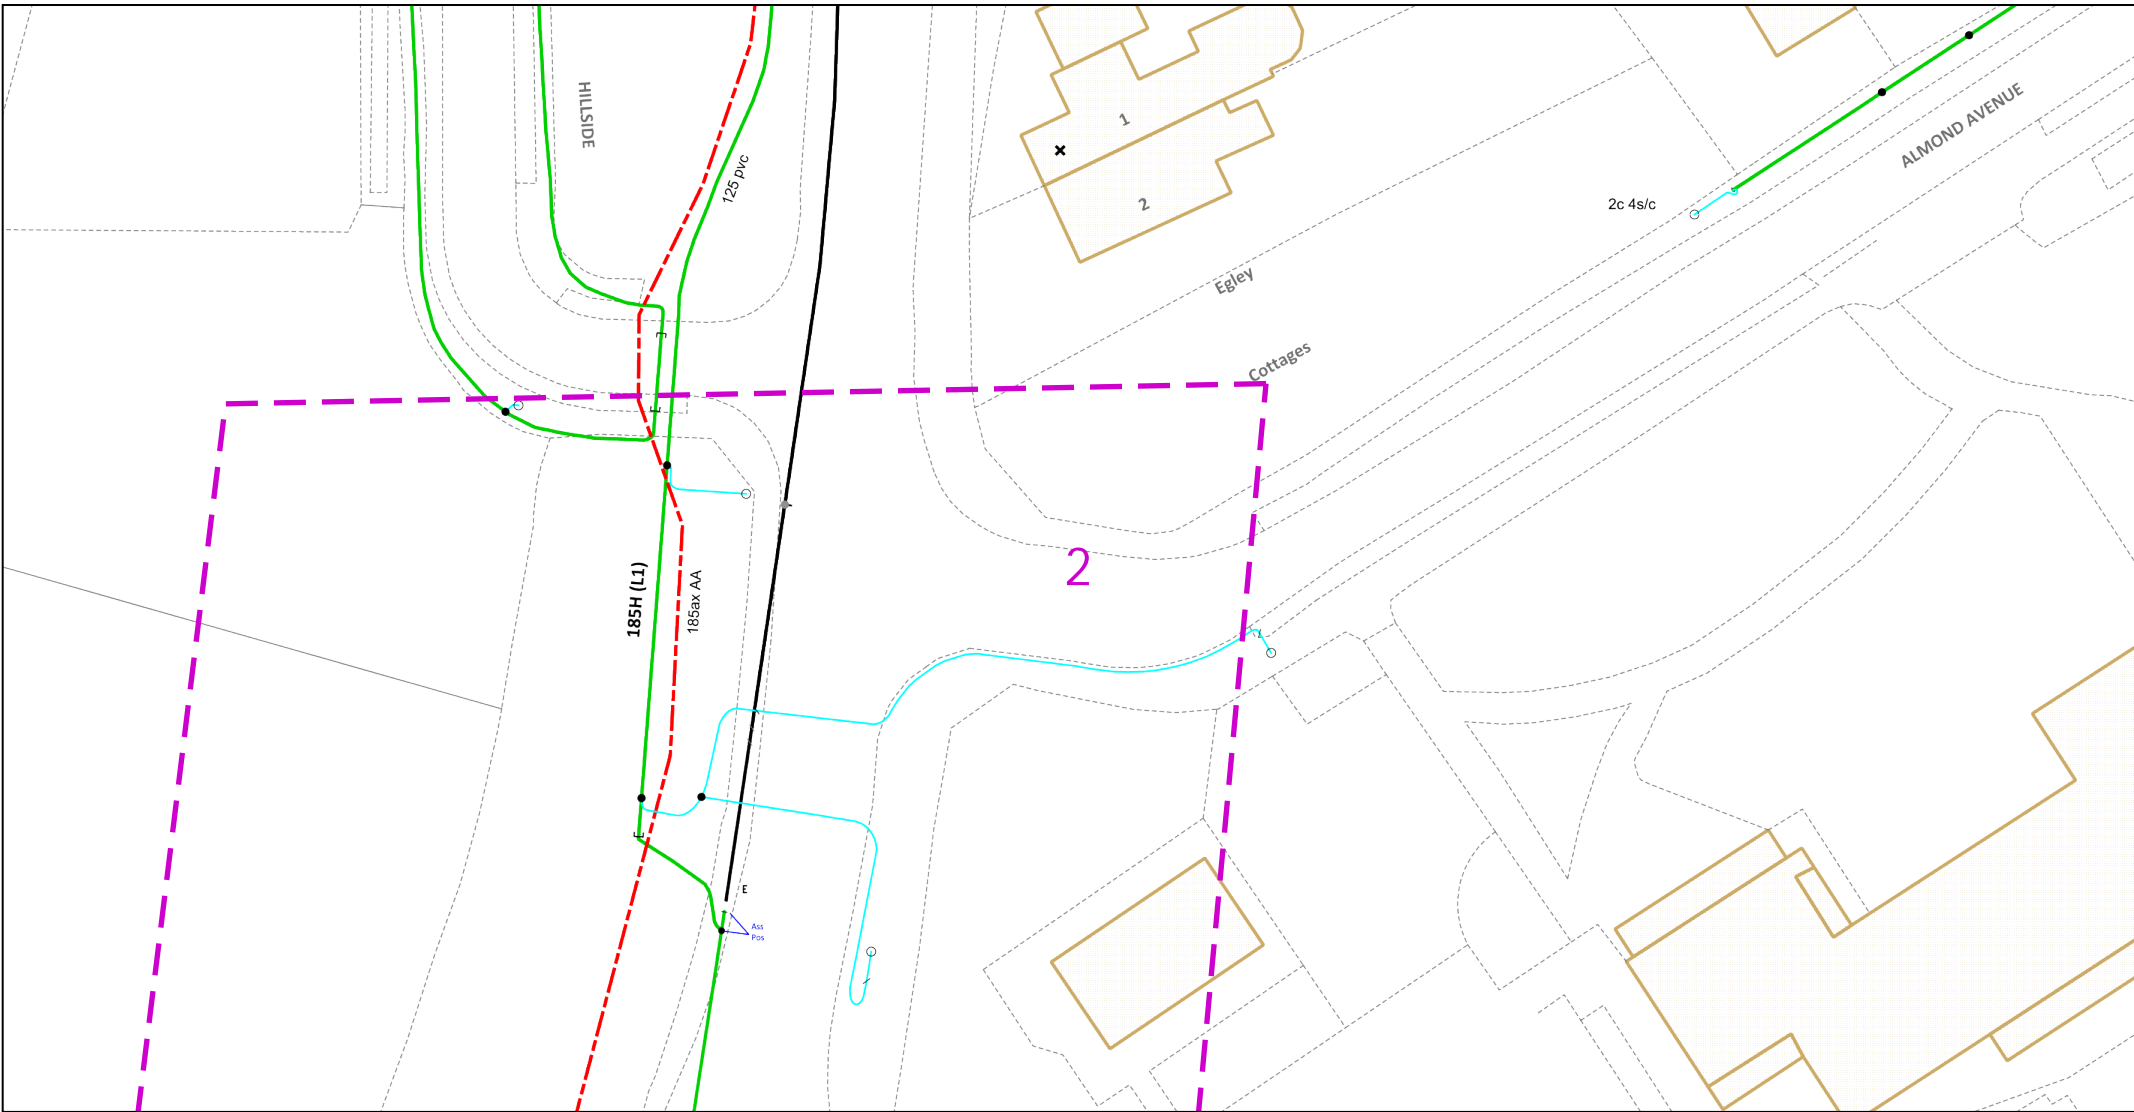 HILLSIDE
125 pvc
1
2
Egley
Cottages
ALMOND AVENUE
2c 4s/c
2
185H (L1)
185ax AA
E
Ass
Pos